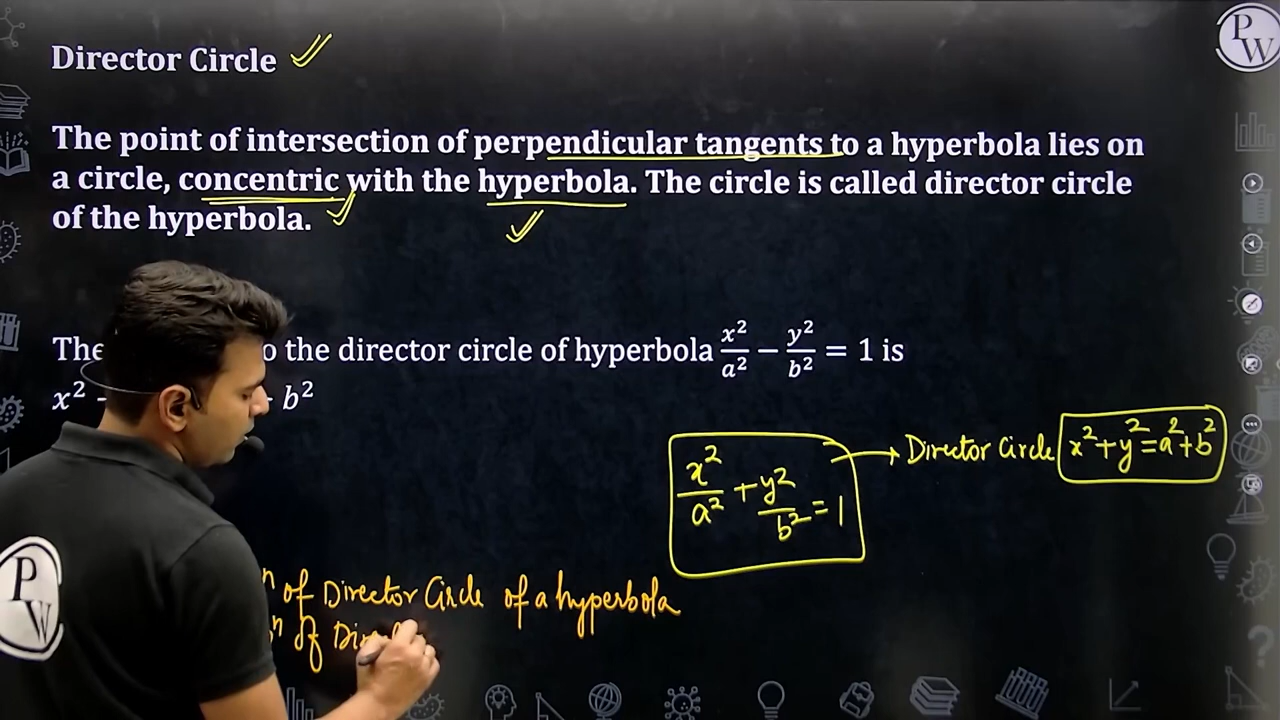 Director Circle
The point of intersection of perpendicular tangents to a hyperbola lies on
a circle, concentric with the hyperbola. The circle is called director circle
of the hyperbola.
The o the director circle of hyperbola x²/a² − y²/b² = 1 is
x² b²
x²/a² + y²/b² = 1 → Director Circle x²+y²=a²+b²
n of Director Circle of a hyperbola
n of Dire
PW
PW